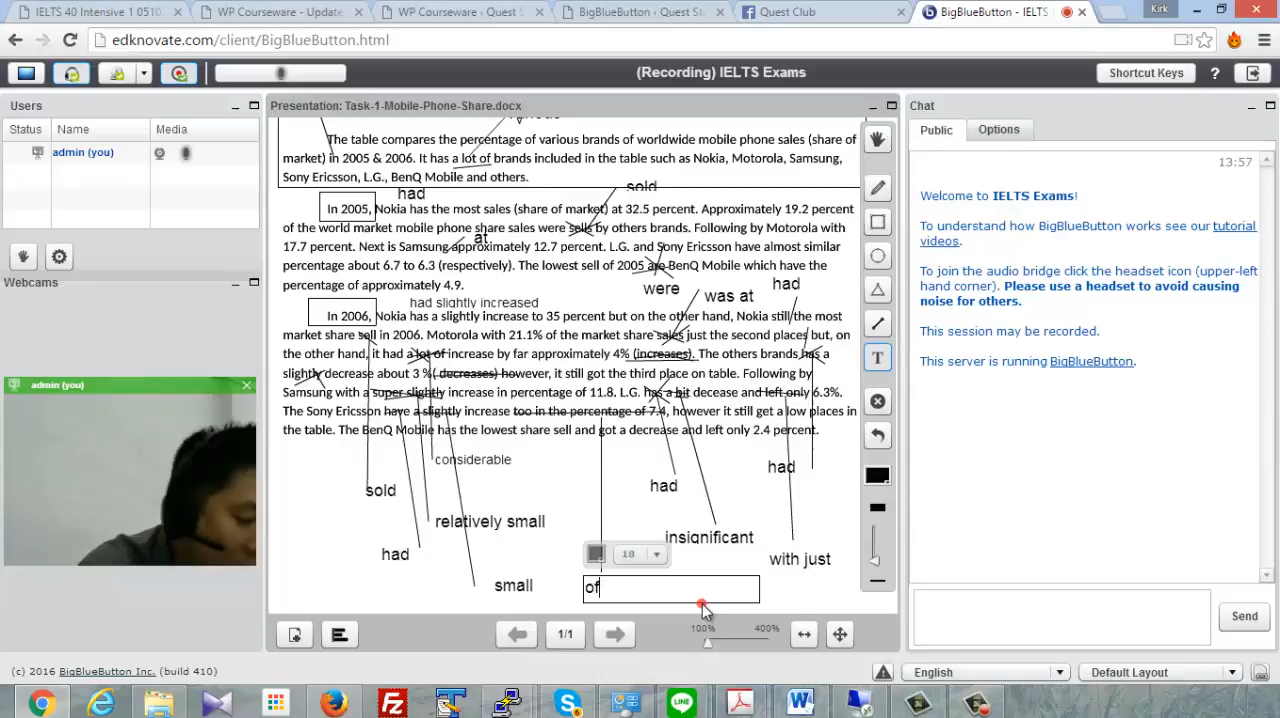 IELTS 40 Intensive 1 0510
WP Courseware - Update
WP Courseware ‹ Quest S
BigBlueButton ‹ Quest St
Quest Club
BigBlueButton - IELTS
Kirk
edknovate.com/client/BigBlueButton.html
(Recording) IELTS Exams
Shortcut Keys
?
Users
Status Name Media
admin (you)
Webcams
admin (you)
Presentation: Task-1-Mobile-Phone-Share.docx
The table compares the percentage of various brands of worldwide mobile phone sales (share of
market) in 2005 & 2006. It has a lot of brands included in the table such as Nokia, Motorola, Samsung,
Sony Ericsson, L.G., BenQ Mobile and others.
had
sold
In 2005, Nokia has the most sales (share of market) at 32.5 percent. Approximately 19.2 percent
of the world market mobile phone share sales were sells by others brands. Following by Motorola with
at
17.7 percent. Next is Samsung approximately 12.7 percent. L.G. and Sony Ericsson have almost similar
percentage about 6.7 to 6.3 (respectively). The lowest sell of 2005 are BenQ Mobile which have the
percentage of approximately 4.9.
were
was at
had
had slightly increased
In 2006, Nokia has a slightly increase to 35 percent but on the other hand, Nokia still the most
market share sell in 2006. Motorola with 21.1% of the market share sales just the second places but, on
the other hand, it had a lot of increase by far approximately 4% (increases). The others brands has a
slightly decrease about 3 %( decreases) however, it still got the third place on table. Following by
Samsung with a super slightly increase in percentage of 11.8. L.G. has a bit decease and left only 6.3%.
The Sony Ericsson have a slightly increase too in the percentage of 7.4, however it still get a low places in
the table. The BenQ Mobile has the lowest share sell and got a decrease and left only 2.4 percent.
considerable
had
sold
had
relatively small
insignificant
had
with just
18
small
of
1/1
100%
400%
Chat
Public
Options
13:57
Welcome to IELTS Exams!
To understand how BigBlueButton works see our tutorial
videos.
To join the audio bridge click the headset icon (upper-left
hand corner). Please use a headset to avoid causing
noise for others.
This session may be recorded.
This server is running BigBlueButton.
Send
(c) 2016 BigBlueButton Inc. (build 410)
English
Default Layout